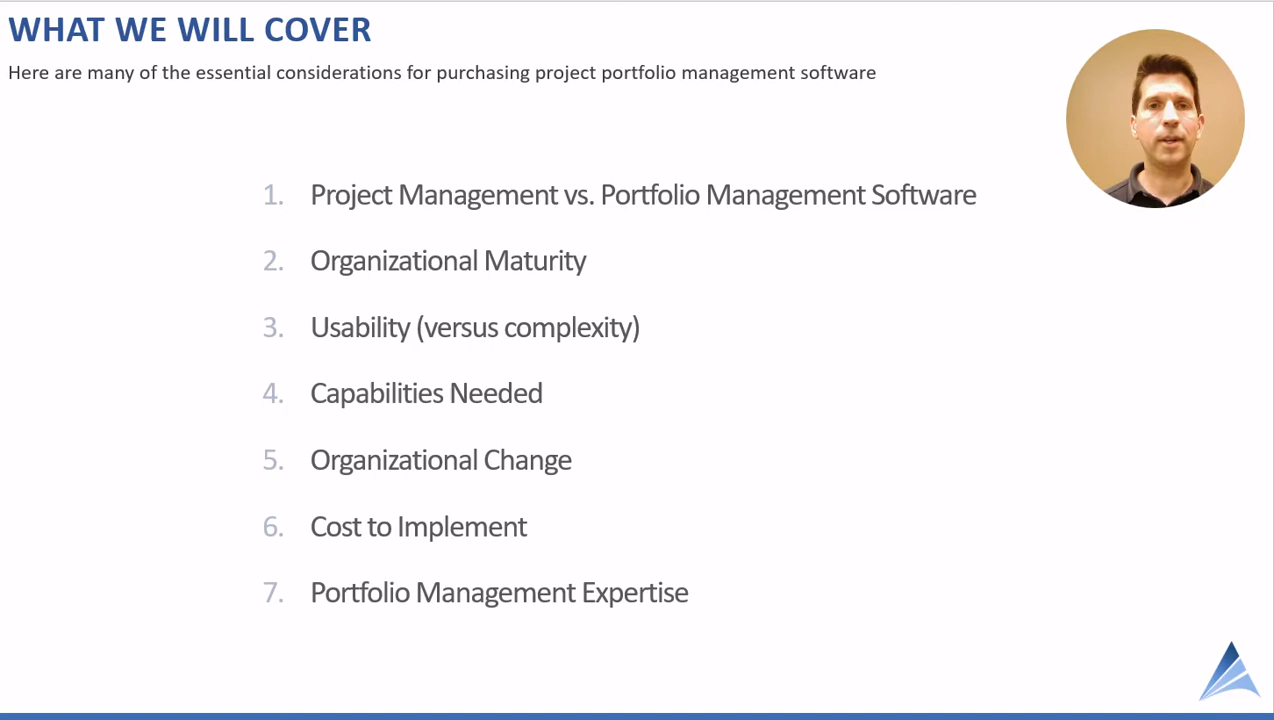 WHAT WE WILL COVER
Here are many of the essential considerations for purchasing project portfolio management software
1. Project Management vs. Portfolio Management Software
2. Organizational Maturity
3. Usability (versus complexity)
4. Capabilities Needed
5. Organizational Change
6. Cost to Implement
7. Portfolio Management Expertise